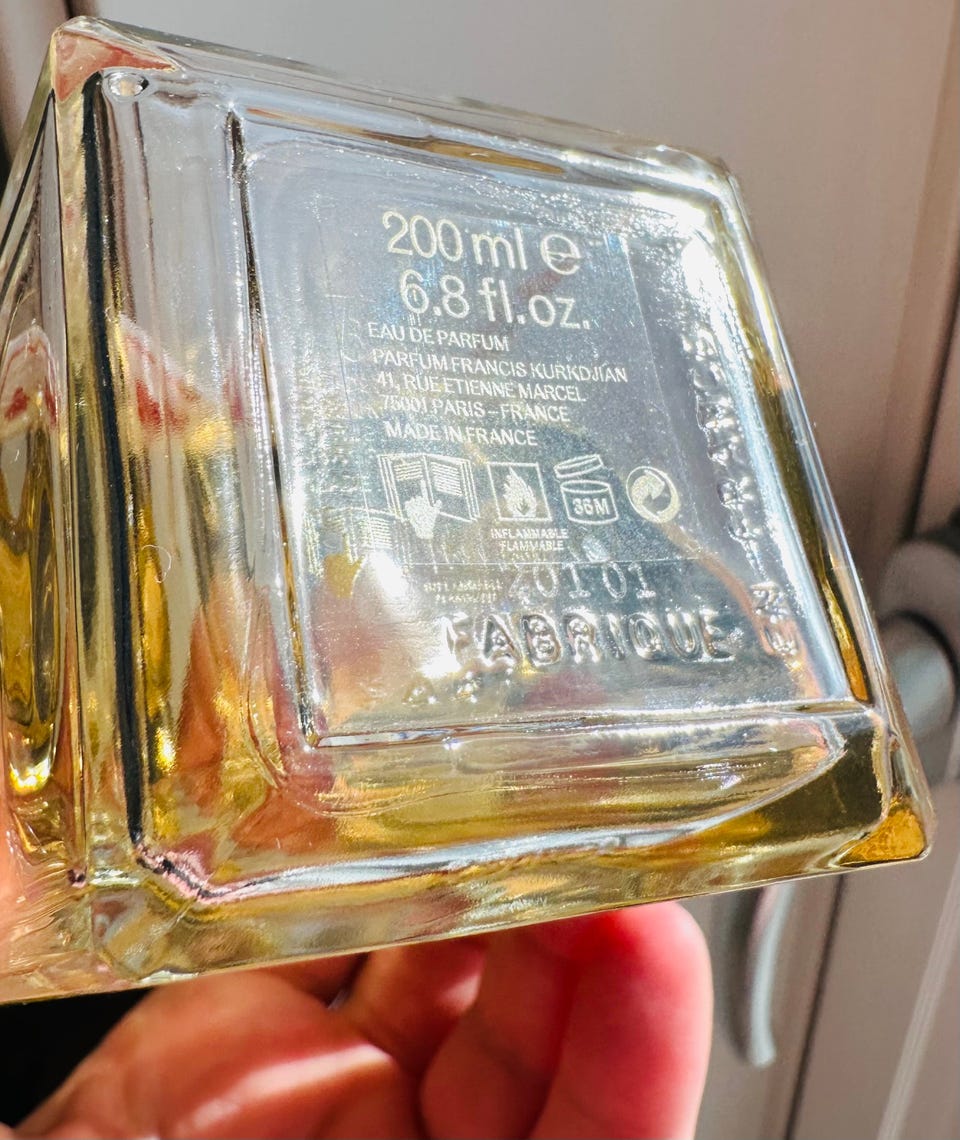 200 ml ℮
6.8 fl.oz.
EAU DE PARFUM
PARFUM FRANCIS KURKDJIAN
41, RUE ETIENNE MARCEL
75001 PARIS – FRANCE
MADE IN FRANCE
36M
INFLAMMABLE
FLAMMABLE
20101
FABRIQUE EN FRANCE